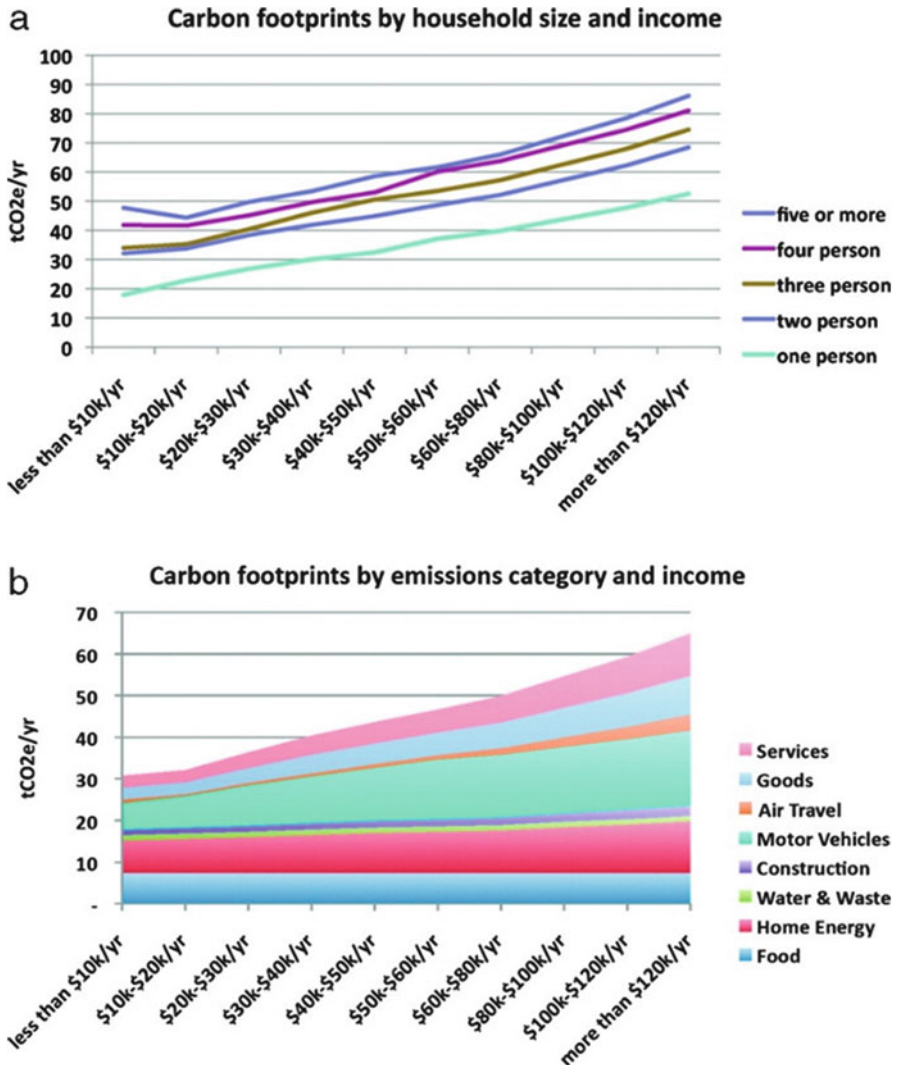 a
Carbon footprints by household size and income
100
90
80
70
60
50
40
30
20
10
0
tCO2e/yr
less than $10k/yr
$10k-$20k/yr
$20k-$30k/yr
$30k-$40k/yr
$40k-$50k/yr
$50k-$60k/yr
$60k-$80k/yr
$80k-$100k/yr
$100k-$120k/yr
more than $120k/yr
five or more
four person
three person
two person
one person
b
Carbon footprints by emissions category and income
70
60
50
40
30
20
10
-
tCO2e/yr
less than $10k/yr
$10k-$20k/yr
$20k-$30k/yr
$30k-$40k/yr
$40k-$50k/yr
$50k-$60k/yr
$60k-$80k/yr
$80k-$100k/yr
$100k-$120k/yr
more than $120k/yr
Services
Goods
Air Travel
Motor Vehicles
Construction
Water & Waste
Home Energy
Food